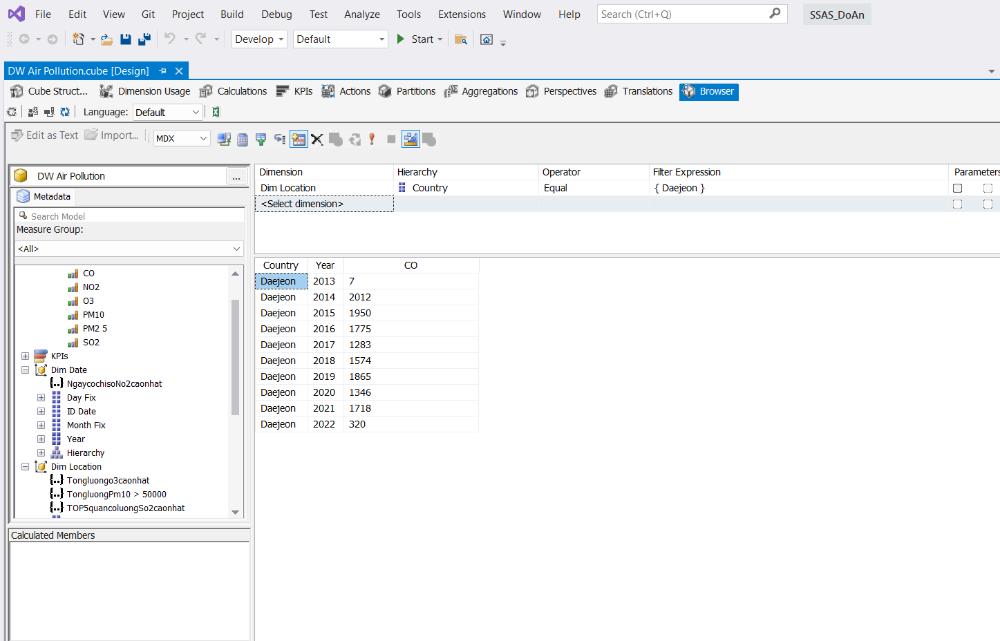 File Edit View Git Project Build Debug Test Analyze Tools Extensions Window Help Search (Ctrl+Q) SSAS_DoAn
Develop Default Start
DW Air Pollution.cube [Design]
Cube Struct... Dimension Usage Calculations KPIs Actions Partitions Aggregations Perspectives Translations Browser
Language: Default
Edit as Text Import... MDX
DW Air Pollution ...
Metadata
Search Model
Measure Group:
<All>
CO
NO2
O3
PM10
PM2 5
SO2
KPIs
Dim Date
NgaycochisoNo2caonhat
Day Fix
ID Date
Month Fix
Year
Hierarchy
Dim Location
Tongluongo3caonhat
TongluongPm10 > 50000
TOP5quancoluongSo2caonhat
Calculated Members
Dimension Hierarchy Operator Filter Expression Parameters
Dim Location Country Equal { Daejeon }
<Select dimension>
Country Year CO
Daejeon 2013 7
Daejeon 2014 2012
Daejeon 2015 1950
Daejeon 2016 1775
Daejeon 2017 1283
Daejeon 2018 1574
Daejeon 2019 1865
Daejeon 2020 1346
Daejeon 2021 1718
Daejeon 2022 320